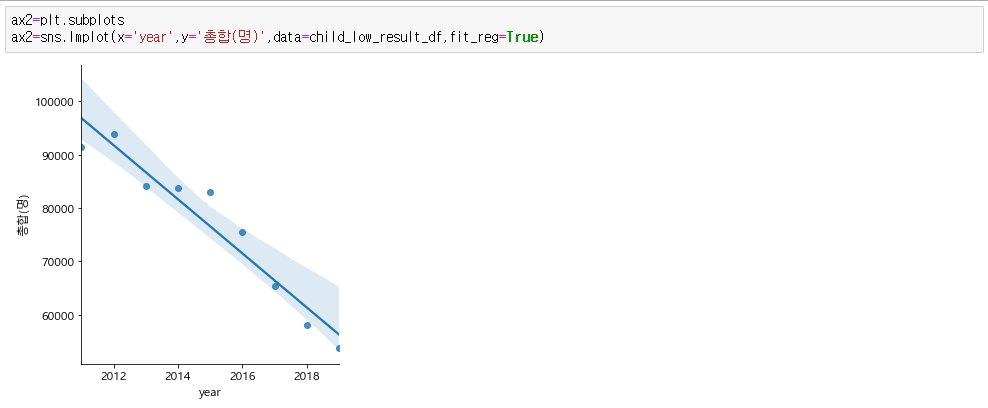 ax2=plt.subplots
ax2=sns.lmplot(x='year',y='총합(명)',data=child_low_result_df,fit_reg=True)
100000
90000
80000
70000
60000
총합(명)
2012 2014 2016 2018
year